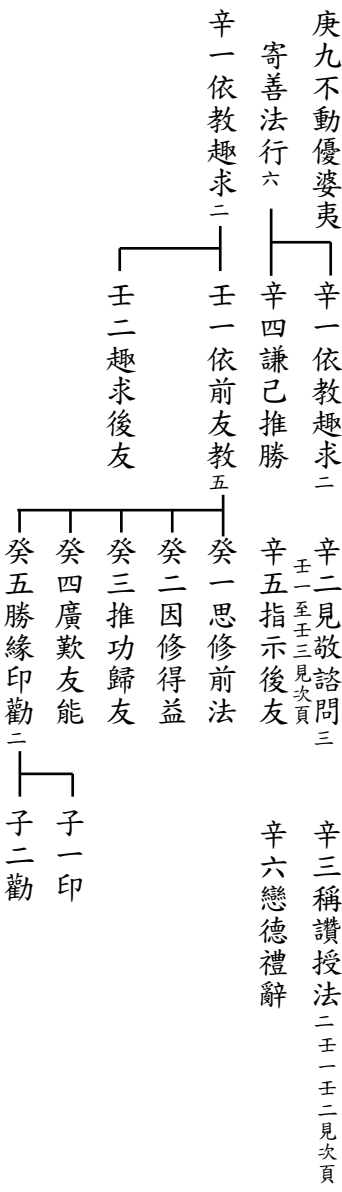 庚九不動優婆夷
寄善法行六
辛一依教趣求二
辛二見敬諮問三
壬一至壬三見次頁
辛三稱讚授法二壬一壬二見次頁
辛四謙己推勝
辛五指示後友
辛六戀德禮辭
辛一依教趣求二
壬一依前友教五
癸一思修前法
癸二因修得益
癸三推功歸友
癸四廣歎友能
癸五勝緣印勸二
子一印
子二勸
壬二趣求後友